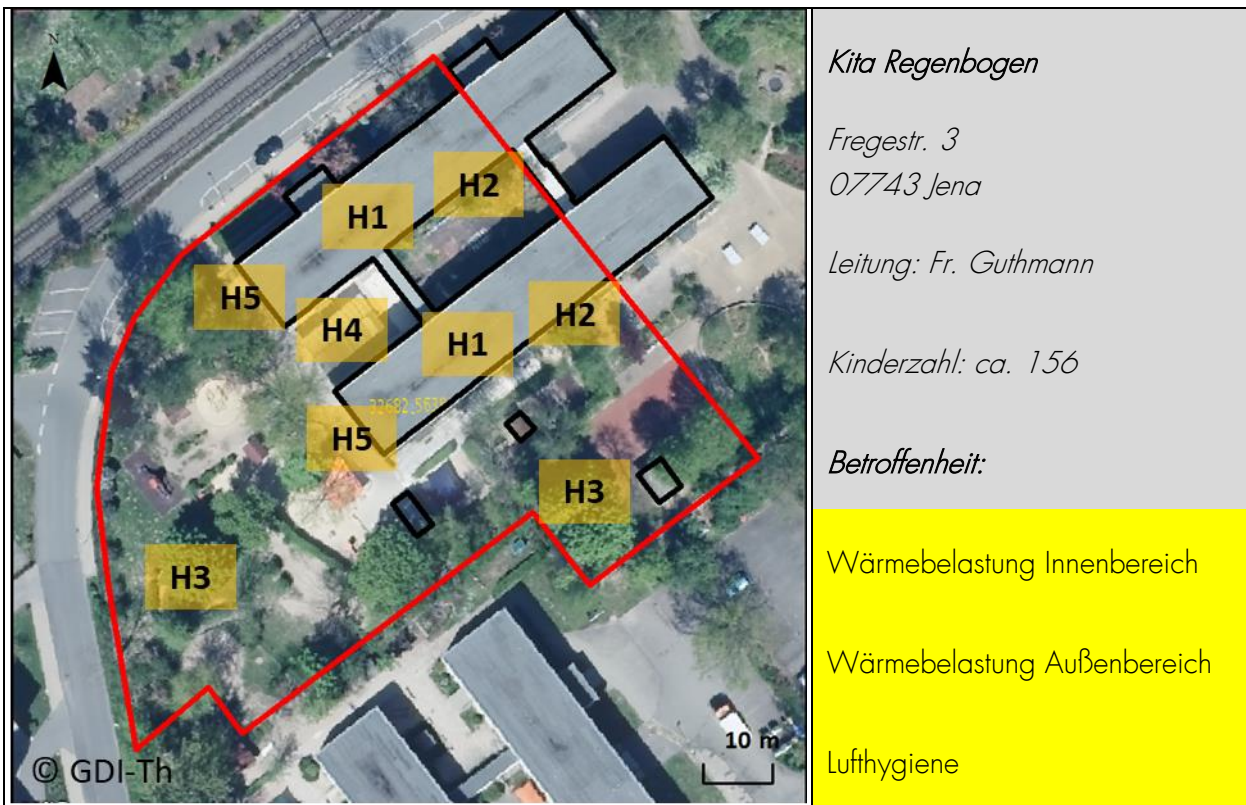 N
H2
H1
H5
H4
H1
H2
H5
H3
H3
10 m
© GDI-Th
Kita Regenbogen
Fregestr. 3
07743 Jena
Leitung: Fr. Guthmann
Kinderzahl: ca. 156
Betroffenheit:
Wärmebelastung Innenbereich
Wärmebelastung Außenbereich
Lufthygiene